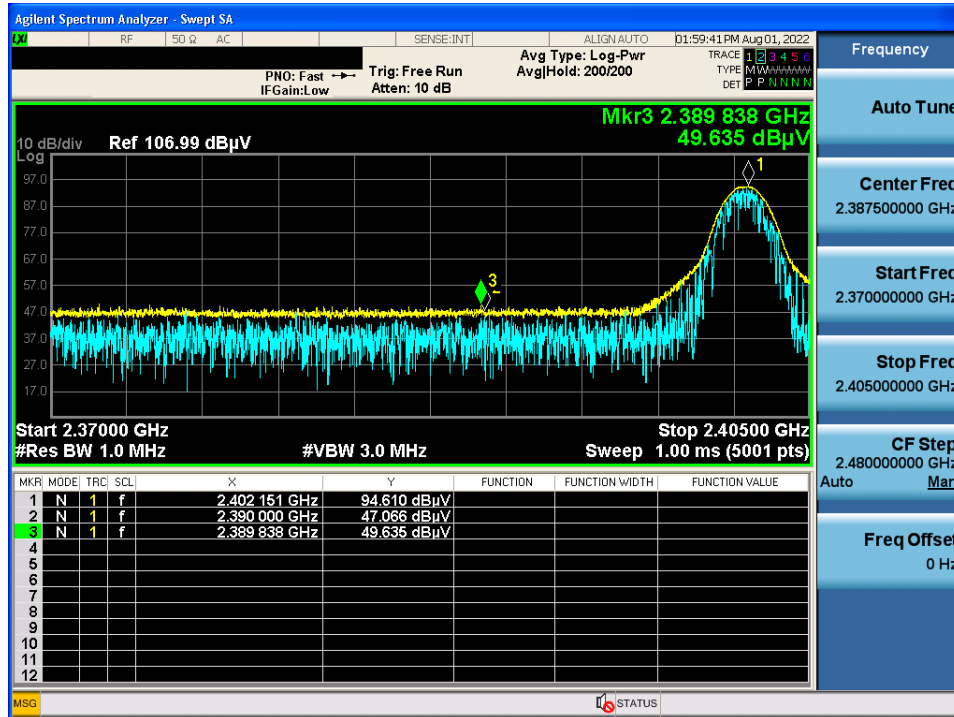 Agilent Spectrum Analyzer - Swept SA
LXI RF 50 Ω AC SENSE:INT ALIGN AUTO 01:59:41 PM Aug 01, 2022
PNO: Fast
IFGain:Low
Trig: Free Run
Atten: 10 dB
Avg Type: Log-Pwr
Avg|Hold: 200/200
TRACE 1 2 3 4 5 6
TYPE M W W W W W
DET P P N N N N
Mkr3 2.389 838 GHz
49.635 dBµV
10 dB/div Ref 106.99 dBµV
Log
97.0
87.0
77.0
67.0
57.0
47.0
37.0
27.0
17.0
1
3
Start 2.37000 GHz Stop 2.40500 GHz
#Res BW 1.0 MHz #VBW 3.0 MHz Sweep 1.00 ms (5001 pts)
MKR MODE TRC SCL X Y FUNCTION FUNCTION WIDTH FUNCTION VALUE
1 N 1 f 2.402 151 GHz 94.610 dBµV
2 N 1 f 2.390 000 GHz 47.066 dBµV
3 N 1 f 2.389 838 GHz 49.635 dBµV
4
5
6
7
8
9
10
11
12
MSG STATUS
Frequency
Auto Tune
Center Freq
2.387500000 GHz
Start Freq
2.370000000 GHz
Stop Freq
2.405000000 GHz
CF Step
2.480000000 GHz
Auto Man
Freq Offset
0 Hz